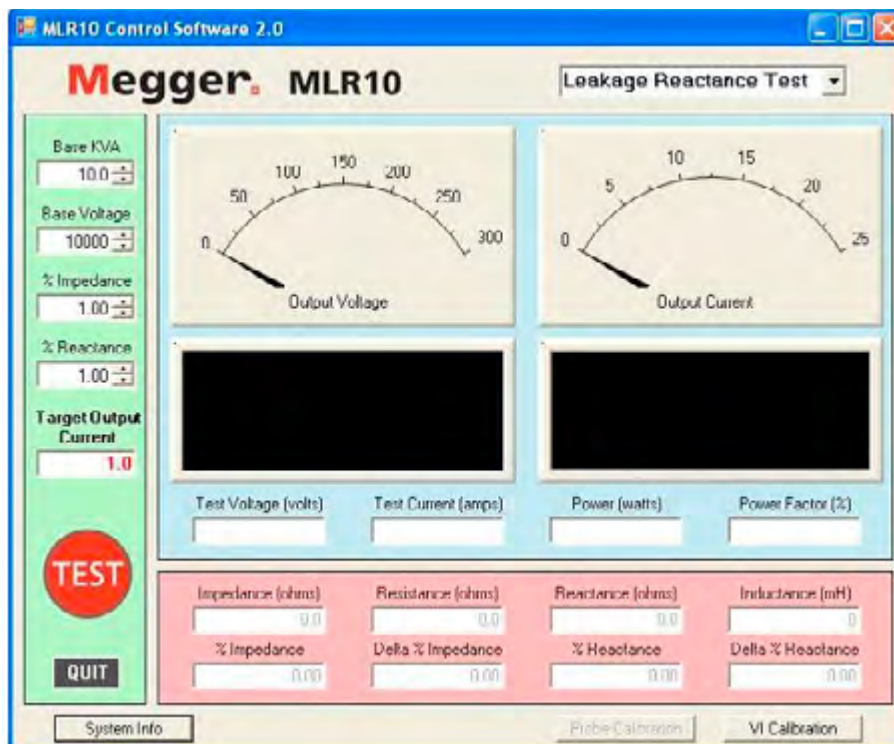 MLR10 Control Software 2.0
Megger. MLR10
Leakage Reactance Test
Base KVA
10.0
Base Voltage
10000
% Impedance
1.00
% Reactance
1.00
Target Output
Current
1.0
TEST
QUIT
0 50 100 150 200 250 300
Output Voltage
0 5 10 15 20 25
Output Current
Test Voltage (volts) Test Current (amps) Power (watts) Power Factor (%)
Impedance (ohms) Resistance (ohms) Reactance (ohms) Inductance (mH)
0.0 0.0 0.0 0
% Impedance Delta % Impedance % Reactance Delta % Reactance
0.00 0.00 0.00 0.00
System Info Probe Calibration VI Calibration